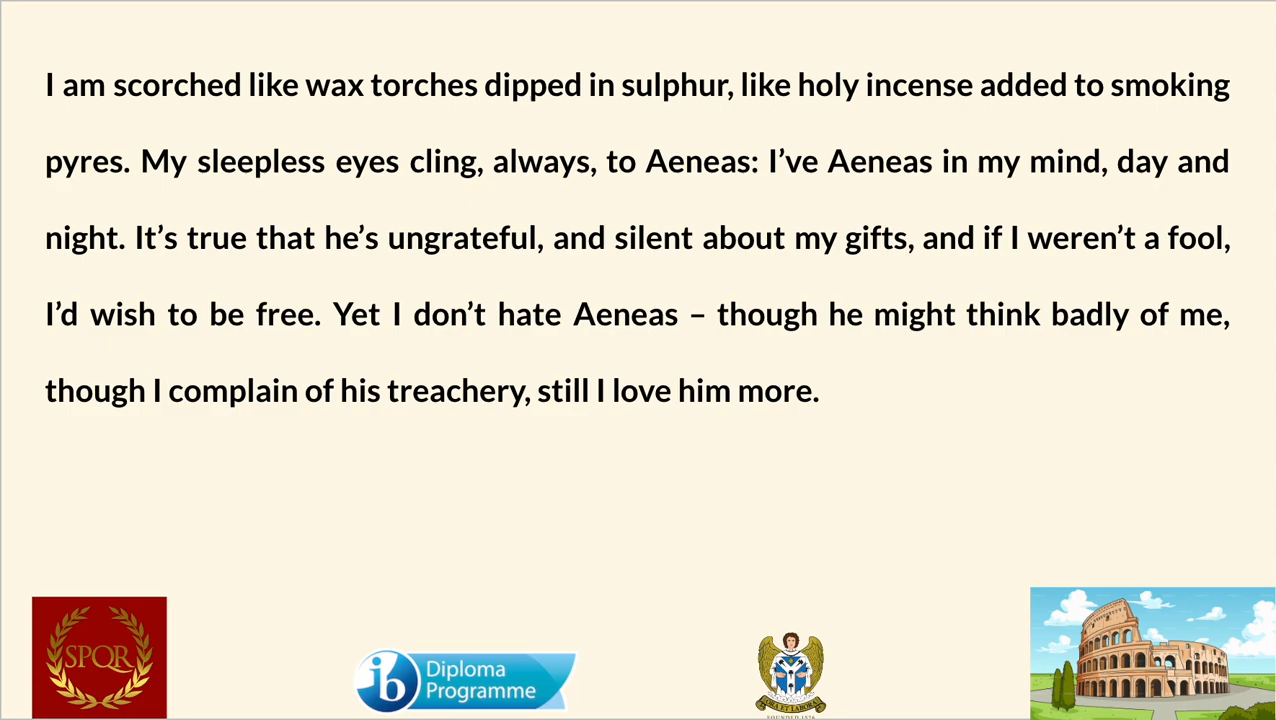 I am scorched like wax torches dipped in sulphur, like holy incense added to smoking
pyres. My sleepless eyes cling, always, to Aeneas: I’ve Aeneas in my mind, day and
night. It’s true that he’s ungrateful, and silent about my gifts, and if I weren’t a fool,
I’d wish to be free. Yet I don’t hate Aeneas – though he might think badly of me,
though I complain of his treachery, still I love him more.
SPQR
ib Diploma
Programme
ORA ET LABORA